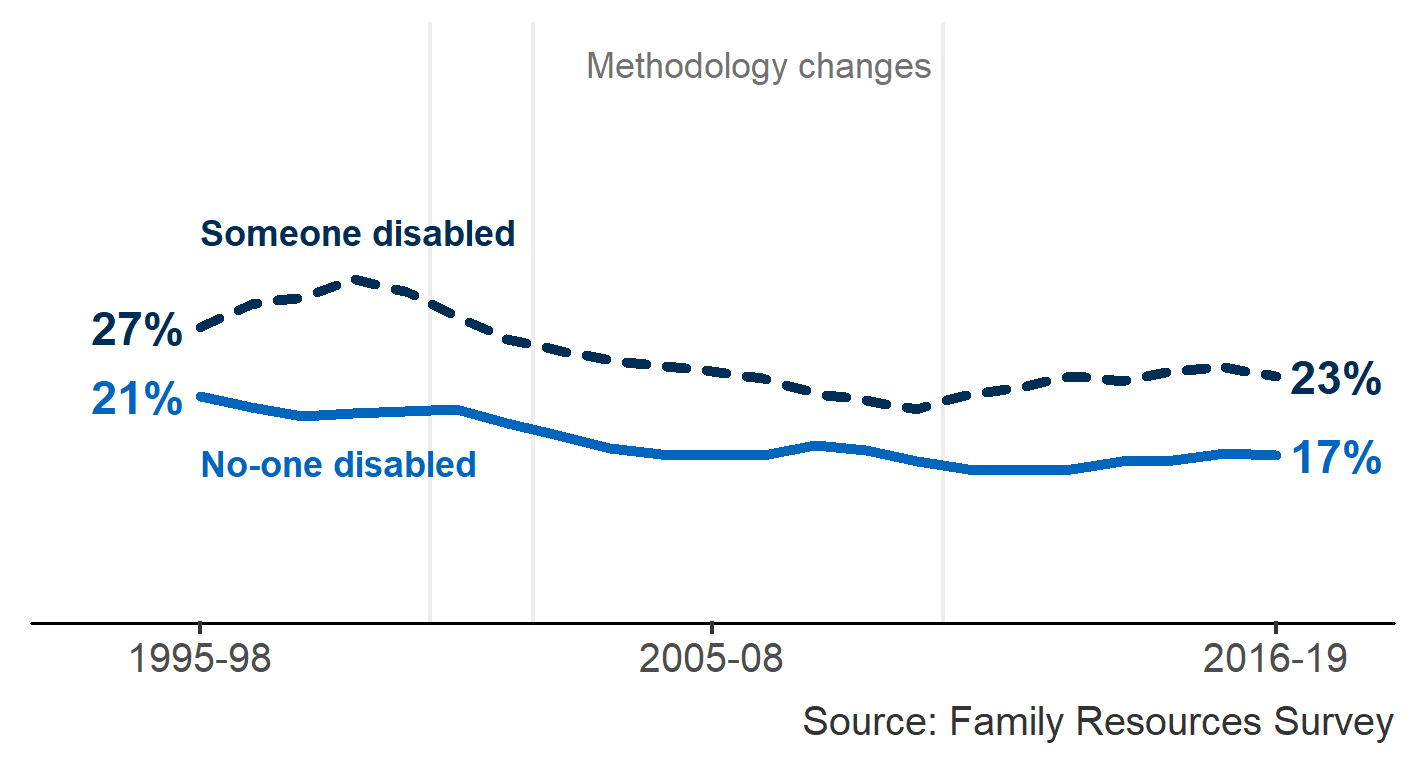 Methodology changes
Someone disabled
27%
21%
No-one disabled
23%
17%
1995-98
2005-08
2016-19
Source: Family Resources Survey